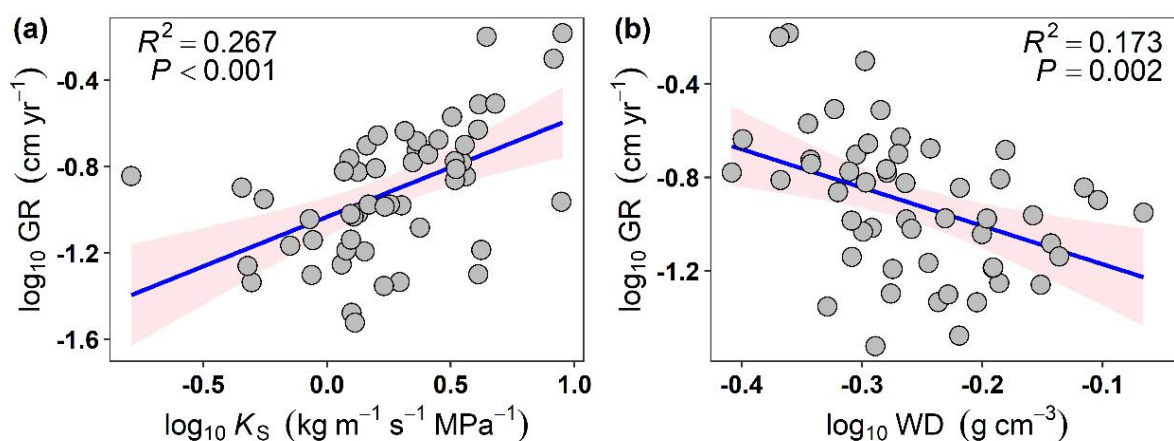 (a)
R² = 0.267
P < 0.001
log₁₀ GR (cm yr⁻¹)
-0.4
-0.8
-1.2
-1.6
-0.5
0.0
0.5
1.0
log₁₀ K_S (kg m⁻¹ s⁻¹ MPa⁻¹)
(b)
R² = 0.173
P = 0.002
log₁₀ GR (cm yr⁻¹)
-0.4
-0.8
-1.2
-0.4
-0.3
-0.2
-0.1
log₁₀ WD (g cm⁻³)